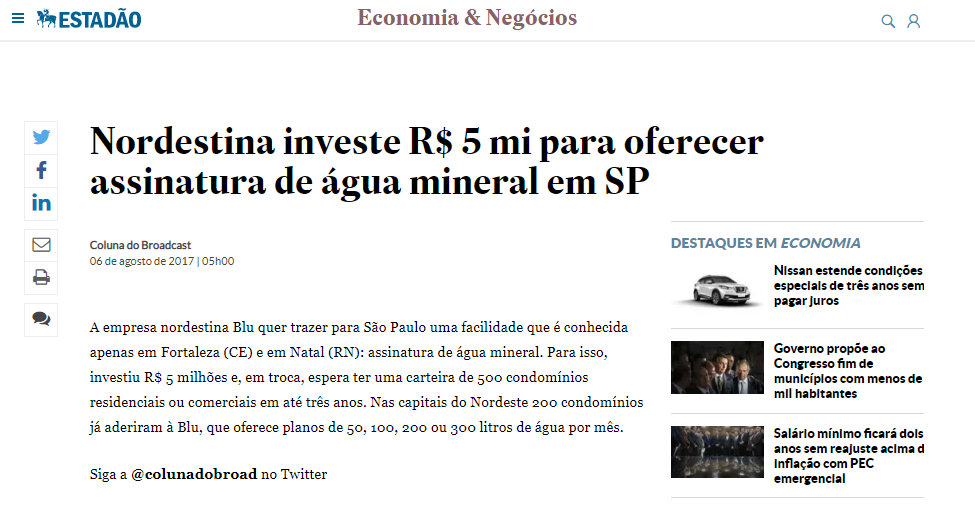 ESTADÃO
Economia & Negócios
Nordestina investe R$ 5 mi para oferecer
assinatura de água mineral em SP
Coluna do Broadcast
06 de agosto de 2017 | 05h00
A empresa nordestina Blu quer trazer para São Paulo uma facilidade que é conhecida
apenas em Fortaleza (CE) e em Natal (RN): assinatura de água mineral. Para isso,
investiu R$ 5 milhões e, em troca, espera ter uma carteira de 500 condomínios
residenciais ou comerciais em até três anos. Nas capitais do Nordeste 200 condomínios
já aderiram à Blu, que oferece planos de 50, 100, 200 ou 300 litros de água por mês.
Siga a @colunadobroad no Twitter
DESTAQUES EM ECONOMIA
Nissan estende condições
especiais de três anos sem
pagar juros
Governo propõe ao
Congresso fim de
municípios com menos de
mil habitantes
Salário mínimo ficará dois
anos sem reajuste acima d
inflação com PEC
emergencial